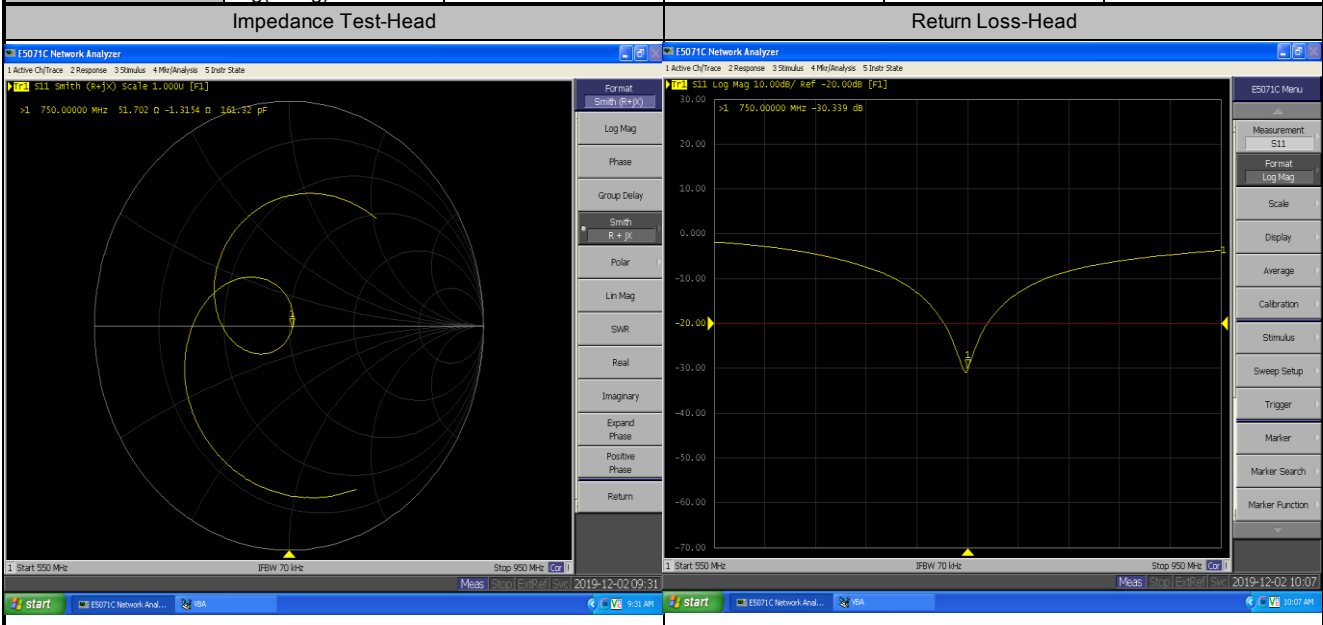 Impedance Test-Head
Return Loss-Head
E5071C Network Analyzer
1 Active Ch/Trace 2 Response 3 Stimulus 4 Mkr/Analysis 5 Instr State
Tr1 S11 Smith (R+jX) Scale 1.000U [F1]
>1 750.00000 MHz 51.702 Ω -1.3154 Ω 161.32 pF
1
Format
Smith (R+jX)
Log Mag
Phase
Group Delay
Smith
R + jX
Polar
Lin Mag
SWR
Real
Imaginary
Expand
Phase
Positive
Phase
Return
1 Start 550 MHz IFBW 70 kHz Stop 950 MHz Cor !
Meas Stop ExtRef Svc 2019-12-02 09:31
start E5071C Network Anal... VBA 9:31 AM
E5071C Network Analyzer
1 Active Ch/Trace 2 Response 3 Stimulus 4 Mkr/Analysis 5 Instr State
Tr1 S11 Log Mag 10.00dB/ Ref -20.00dB [F1]
30.00
>1 750.00000 MHz -30.339 dB
20.00
10.00
0.000
-10.00
-20.00
-30.00
-40.00
-50.00
-60.00
-70.00
1
1
E5071C Menu
Measurement
S11
Format
Log Mag
Scale
Display
Average
Calibration
Stimulus
Sweep Setup
Trigger
Marker
Marker Search
Marker Function
1 Start 550 MHz IFBW 70 kHz Stop 950 MHz Cor !
Meas Stop ExtRef Svc 2019-12-02 10:07
start E5071C Network Anal... VBA 10:07 AM